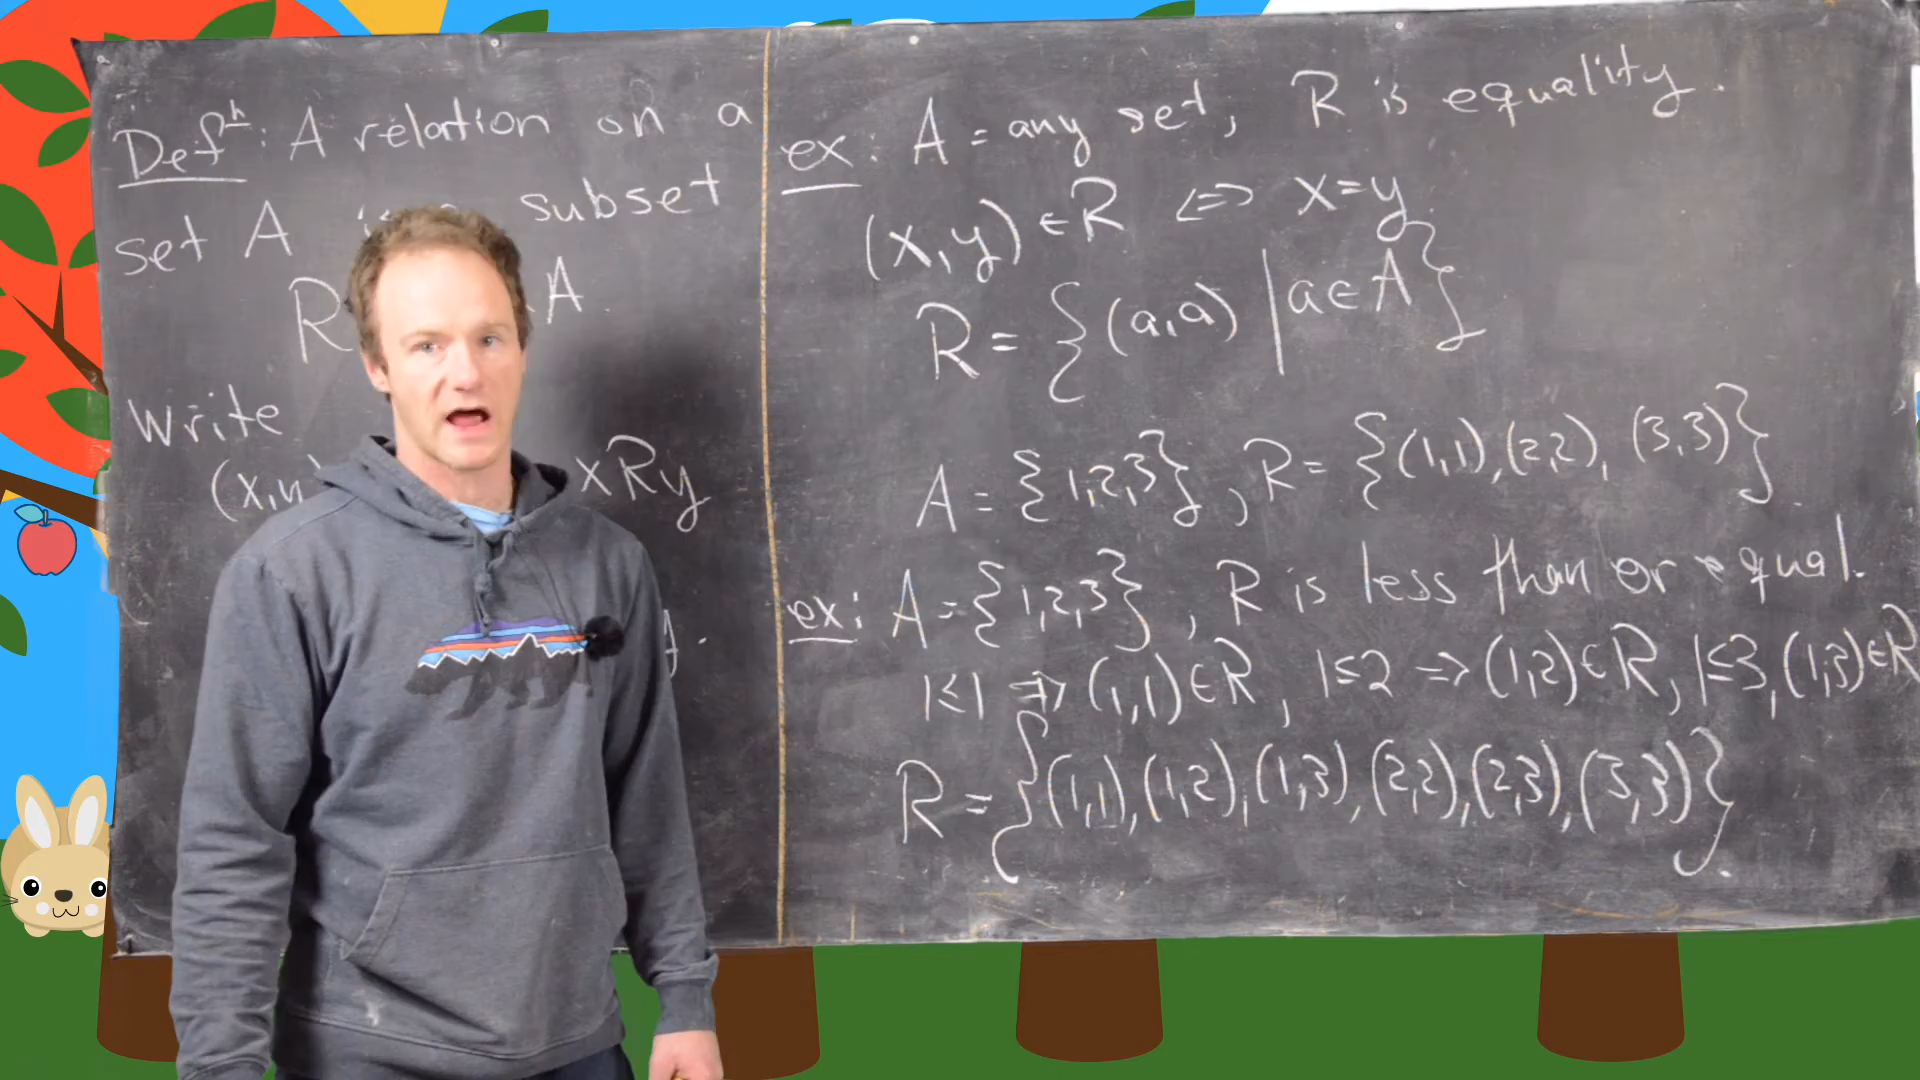 Defⁿ: A relation on a
set A subset
R A.
Write
(x,y xRy
A.
ex: A = any set, R is equality.
(x,y) ∈ R <=> x=y
R = {(a,a) | a∈A}
A = {1,2,3}, R = {(1,1),(2,2), (3,3)}.
ex: A = {1,2,3}, R is less than or equal.
1≤1 => (1,1)∈R, 1≤2 => (1,2)∈R, 1≤3,(1,3)∈R
R = {(1,1),(1,2),(1,3),(2,2),(2,3),(3,3)}.